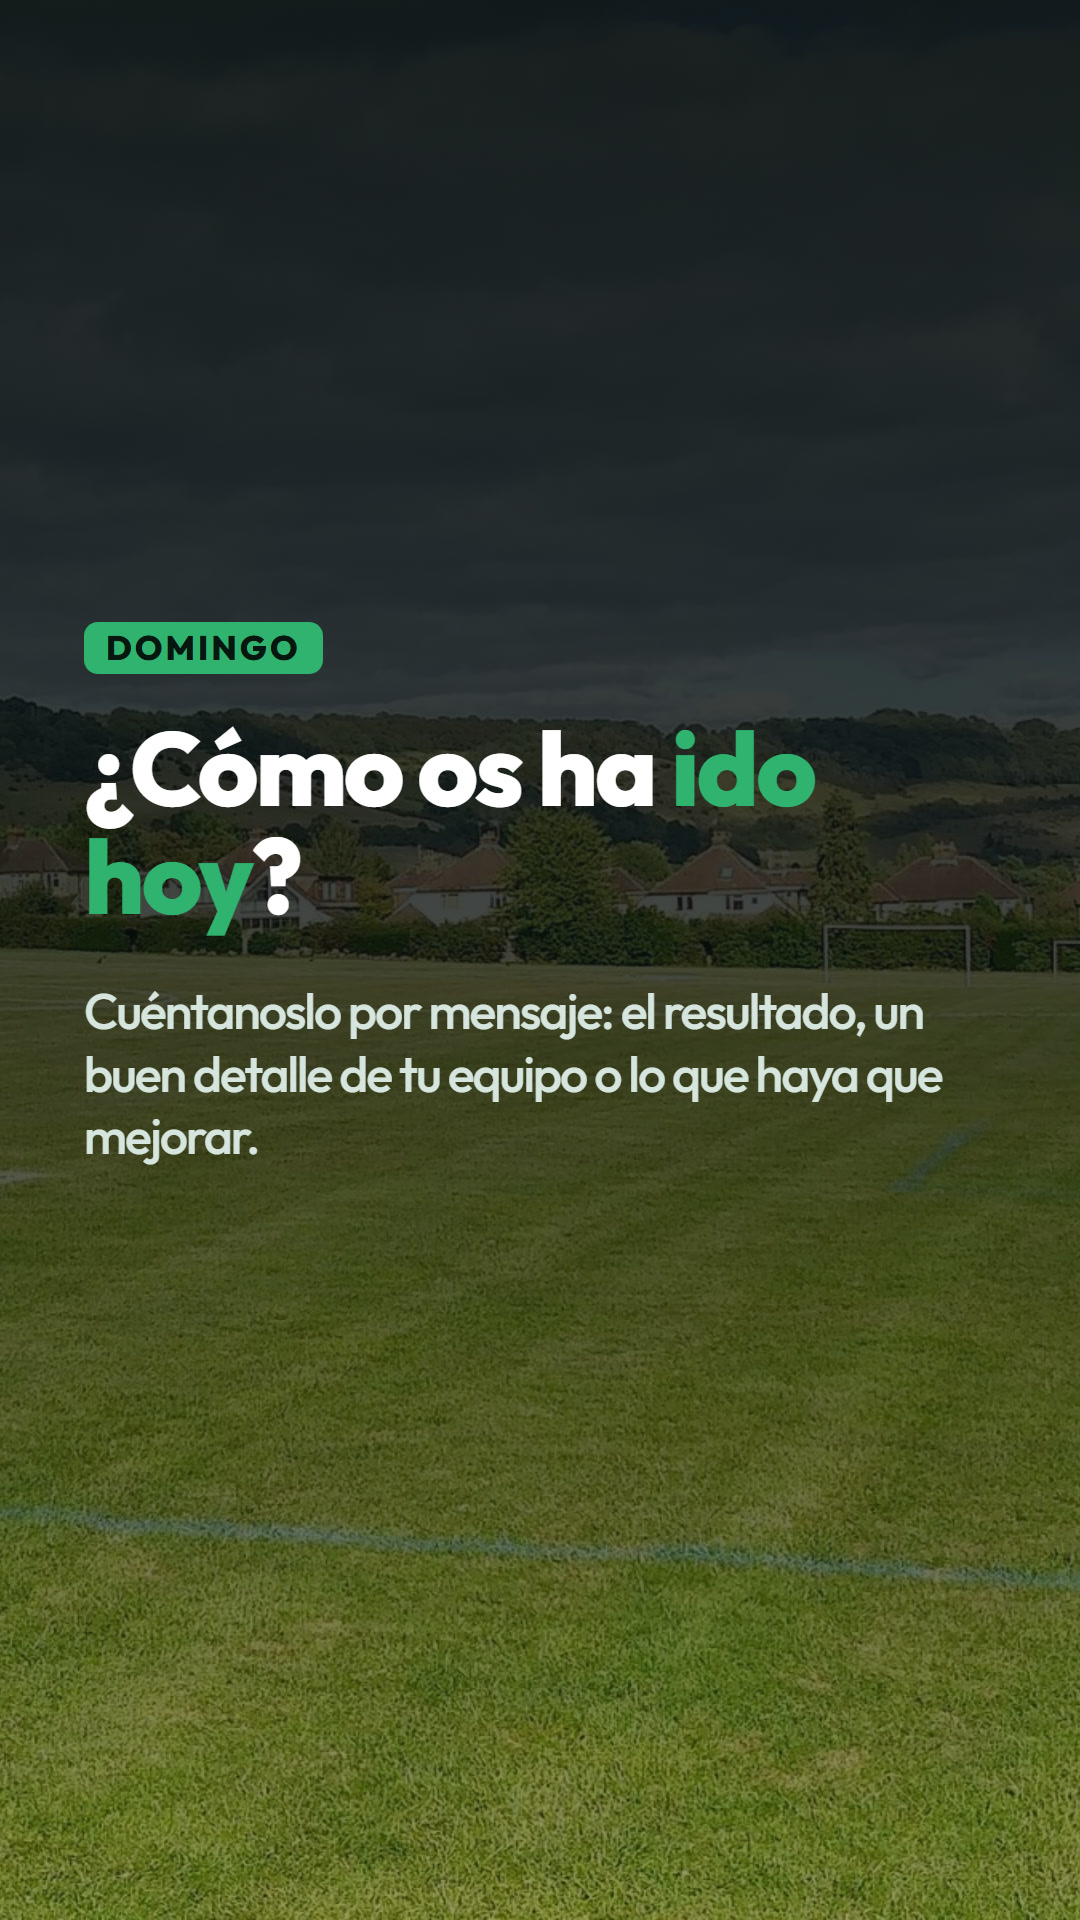 DOMINGO
¿Cómo os ha ido
hoy?
Cuéntanoslo por mensaje: el resultado, un
buen detalle de tu equipo o lo que haya que
mejorar.